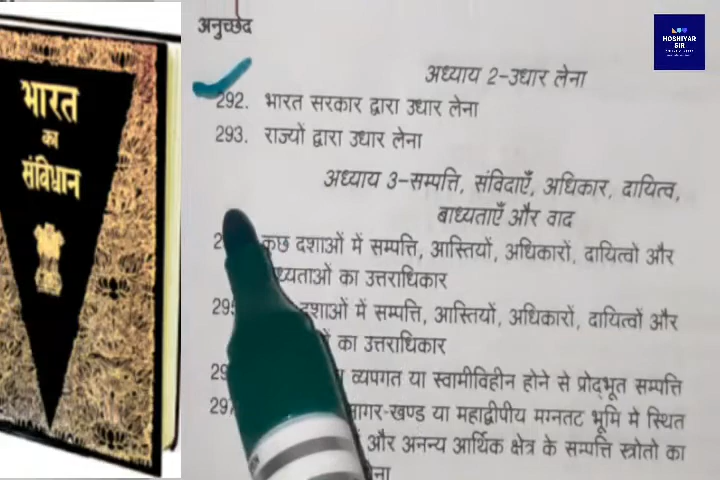 भारत
का
संविधान
अनुच्छेद
HOSHIYAR
SIR
अध्याय 2-उधार लेना
292. भारत सरकार द्वारा उधार लेना
293. राज्यों द्वारा उधार लेना
अध्याय 3-सम्पत्ति, संविदाएँ, अधिकार, दायित्व,
बाध्यताएँ और वाद
कुछ दशाओं में सम्पत्ति, आस्तियों, अधिकारों, दायित्वो और
का उत्तराधिकार
दशाओं में सम्पत्ति, आस्तियों, अधिकारों, दायित्वों और
का उत्तराधिकार
व्यपगत या स्वामीविहीन होने से प्रोद्भूत सम्पत्ति
सागर-खण्ड या महाद्वीपीय मग्नतट भूमि में स्थित
और अनन्य आर्थिक क्षेत्र के सम्पत्ति स्त्रोतो का